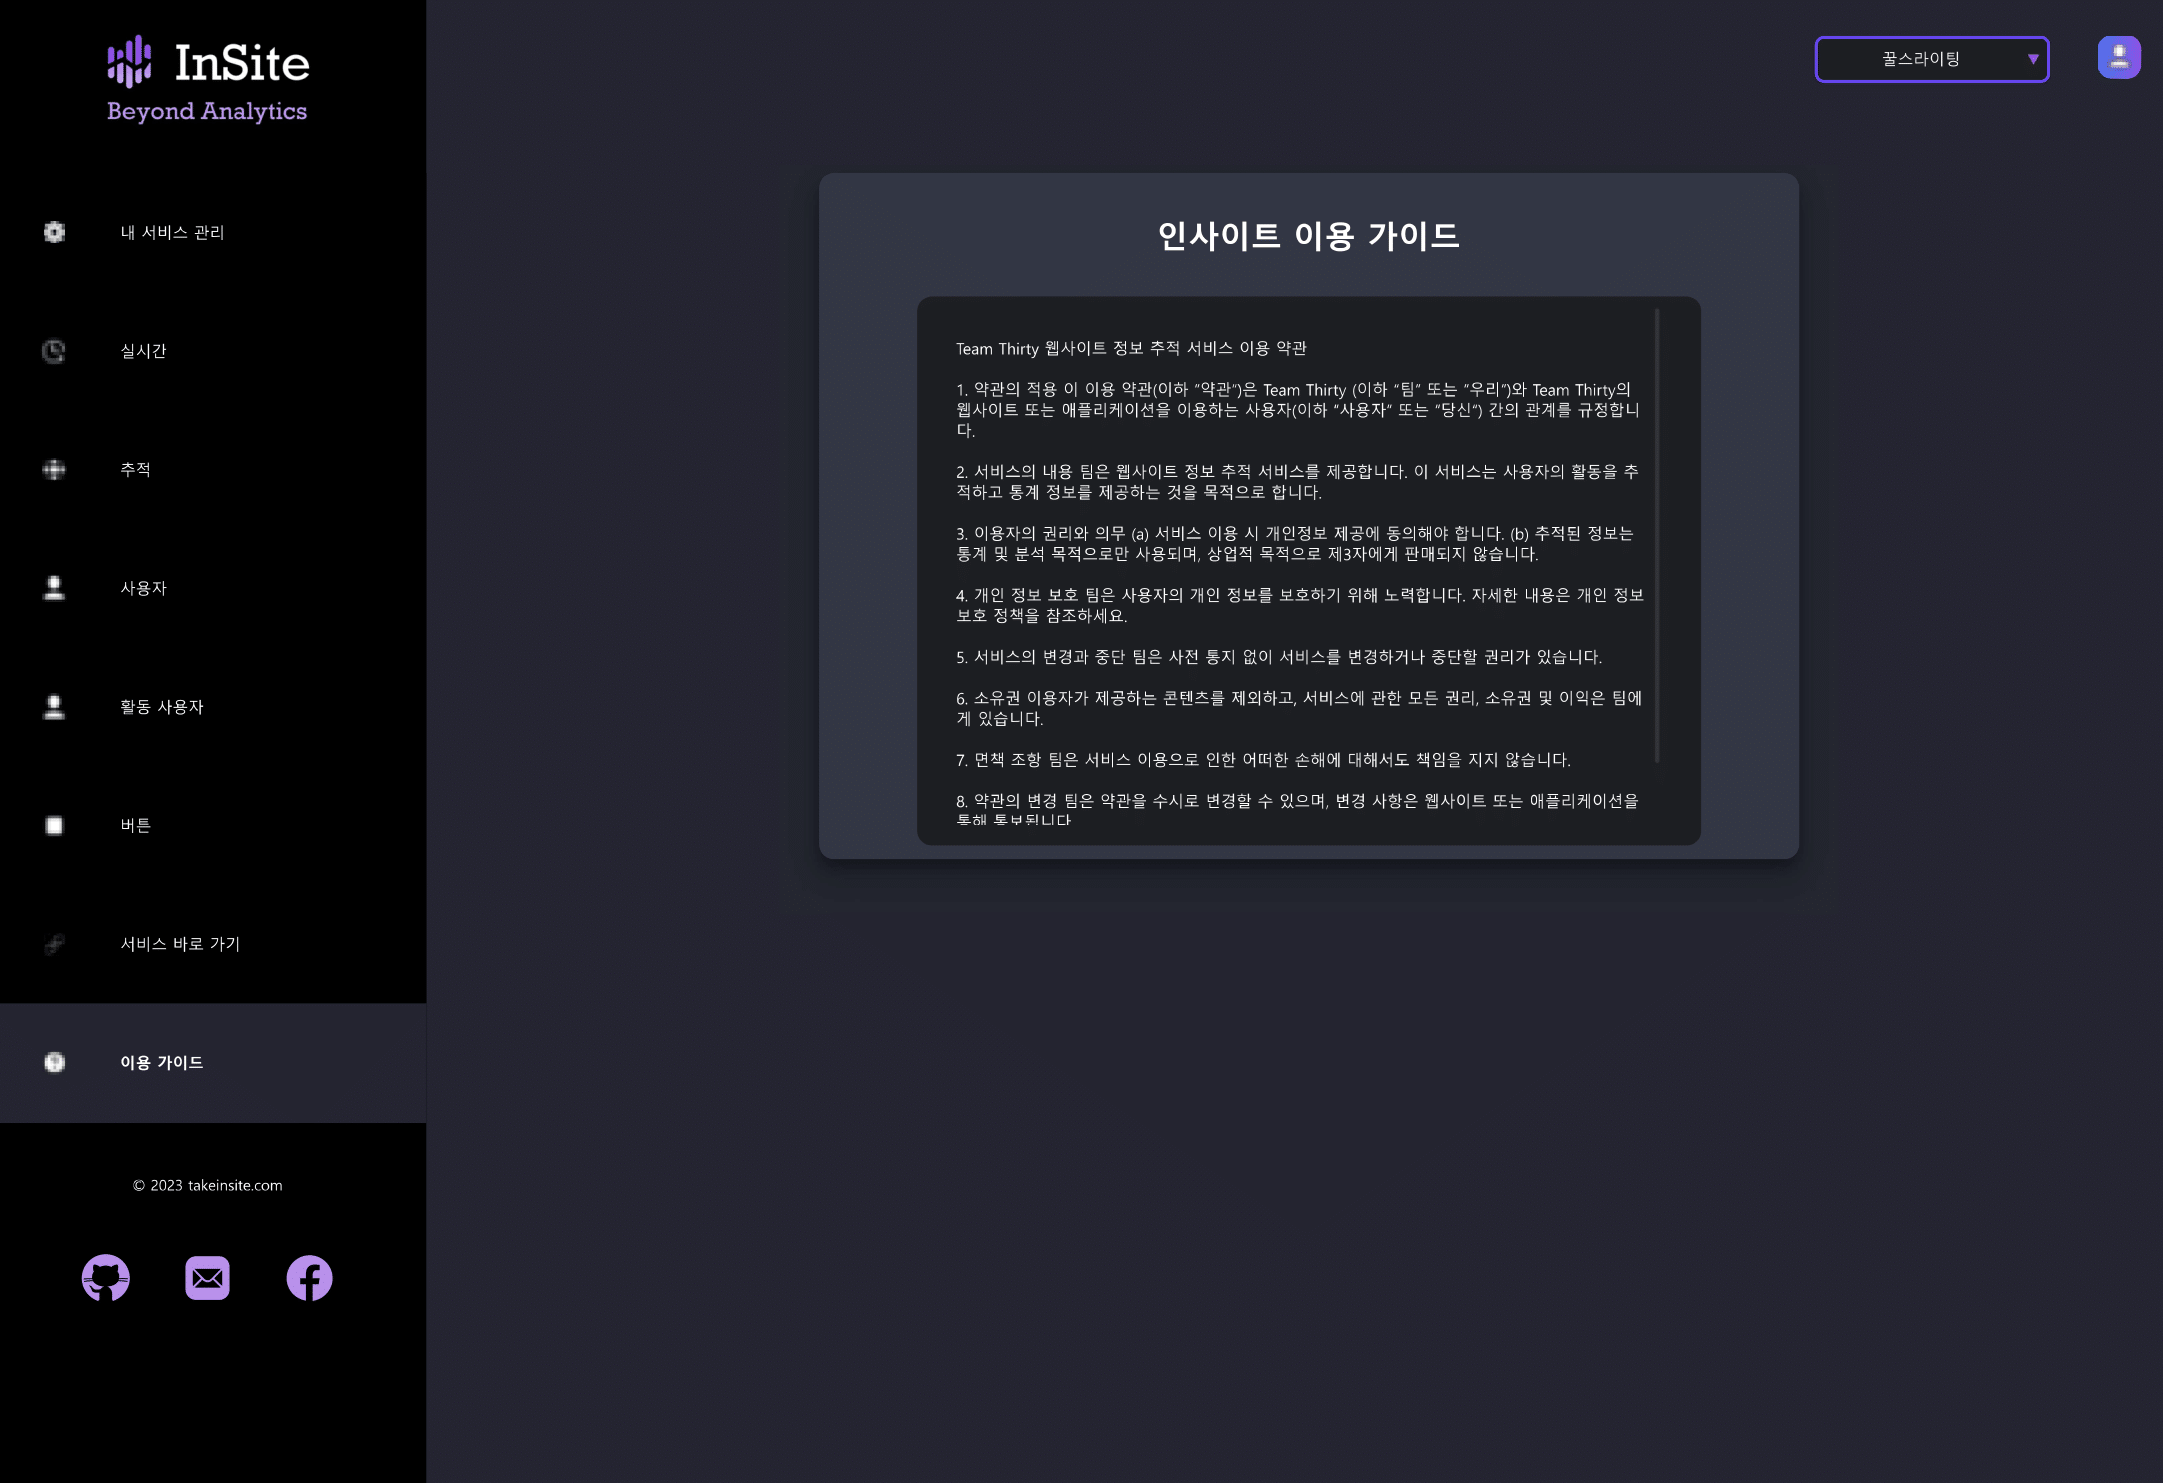 InSite
Beyond Analytics
꿀스라이팅
내 서비스 관리
실시간
추적
사용자
활동 사용자
버튼
서비스 바로 가기
이용 가이드
© 2023 takeinsite.com
인사이트 이용 가이드
Team Thirty 웹사이트 정보 추적 서비스 이용 약관
1. 약관의 적용 이 이용 약관(이하 “약관”)은 Team Thirty (이하 “팀” 또는 “우리”)와 Team Thirty의
웹사이트 또는 애플리케이션을 이용하는 사용자(이하 “사용자” 또는 “당신“) 간의 관계를 규정합니
다.
2. 서비스의 내용 팀은 웹사이트 정보 추적 서비스를 제공합니다. 이 서비스는 사용자의 활동을 추
적하고 통계 정보를 제공하는 것을 목적으로 합니다.
3. 이용자의 권리와 의무 (a) 서비스 이용 시 개인정보 제공에 동의해야 합니다. (b) 추적된 정보는
통계 및 분석 목적으로만 사용되며, 상업적 목적으로 제3자에게 판매되지 않습니다.
4. 개인 정보 보호 팀은 사용자의 개인 정보를 보호하기 위해 노력합니다. 자세한 내용은 개인 정보
보호 정책을 참조하세요.
5. 서비스의 변경과 중단 팀은 사전 통지 없이 서비스를 변경하거나 중단할 권리가 있습니다.
6. 소유권 이용자가 제공하는 콘텐츠를 제외하고, 서비스에 관한 모든 권리, 소유권 및 이익은 팀에
게 있습니다.
7. 면책 조항 팀은 서비스 이용으로 인한 어떠한 손해에 대해서도 책임을 지지 않습니다.
8. 약관의 변경 팀은 약관을 수시로 변경할 수 있으며, 변경 사항은 웹사이트 또는 애플리케이션을
통해 통보됩니다